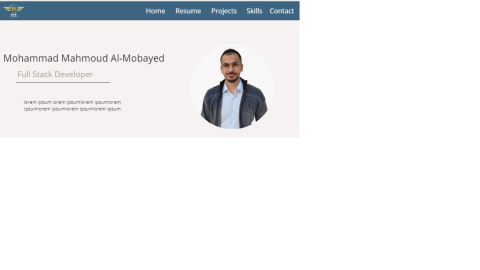 Home Resume Projects Skills Contact
Mohammad Mahmoud Al-Mobayed
Full Stack Developer
lorem ipsum lorem ipsumlorem ipsumlorem
ipsumlorem ipsumlorem ipsumlorem ipsum